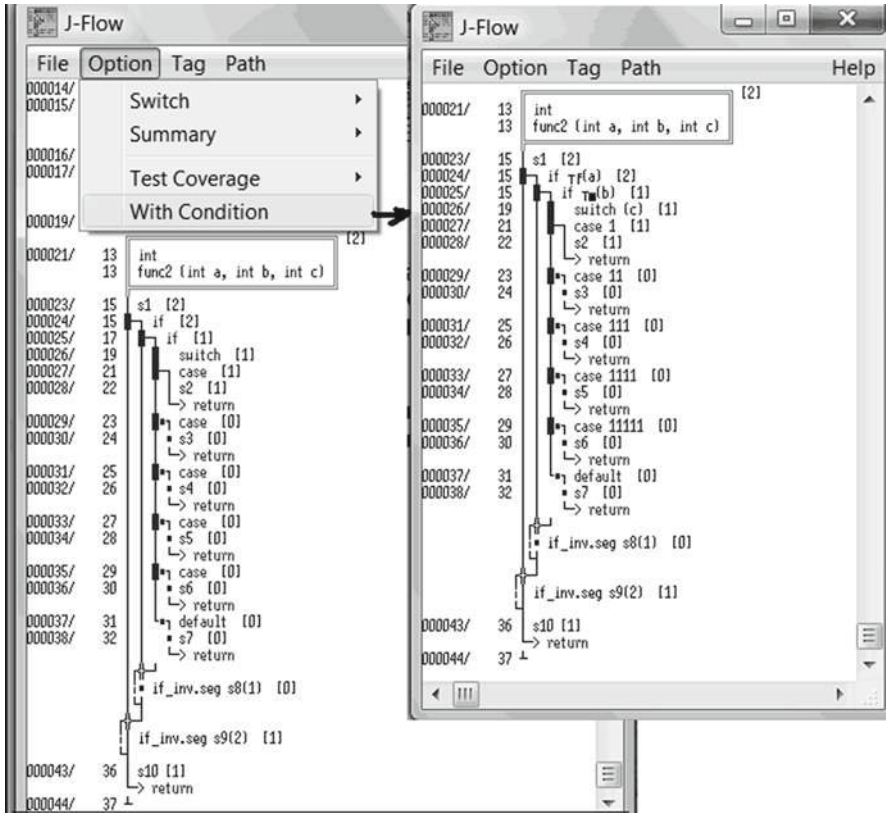 J-Flow
File Option Tag Path
000014/
000015/
Switch
Summary
000016/
000017/
Test Coverage
With Condition
000019/
[2]
000021/ 13 int
13 func2 (int a, int b, int c)
000023/ 15 s1 [2]
000024/ 15 if [2]
000025/ 17 if [1]
000026/ 19 switch [1]
000027/ 21 case [1]
000028/ 22 s2 [1]
return
000029/ 23 case [0]
000030/ 24 s3 [0]
return
000031/ 25 case [0]
000032/ 26 s4 [0]
return
000033/ 27 case [0]
000034/ 28 s5 [0]
return
000035/ 29 case [0]
000036/ 30 s6 [0]
return
000037/ 31 default [0]
000038/ 32 s7 [0]
return
if_inv.seg s8(1) [0]
if_inv.seg s9(2) [1]
000043/ 36 s10 [1]
return
000044/ 37
J-Flow
File Option Tag Path Help
[2]
000021/ 13 int
13 func2 (int a, int b, int c)
000023/ 15 s1 [2]
000024/ 15 if TF(a) [2]
000025/ 15 if T■(b) [1]
000026/ 19 switch (c) [1]
000027/ 21 case 1 [1]
000028/ 22 s2 [1]
return
000029/ 23 case 11 [0]
000030/ 24 s3 [0]
return
000031/ 25 case 111 [0]
000032/ 26 s4 [0]
return
000033/ 27 case 1111 [0]
000034/ 28 s5 [0]
return
000035/ 29 case 11111 [0]
000036/ 30 s6 [0]
return
000037/ 31 default [0]
000038/ 32 s7 [0]
return
if_inv.seg s8(1) [0]
if_inv.seg s9(2) [1]
000043/ 36 s10 [1]
return
000044/ 37